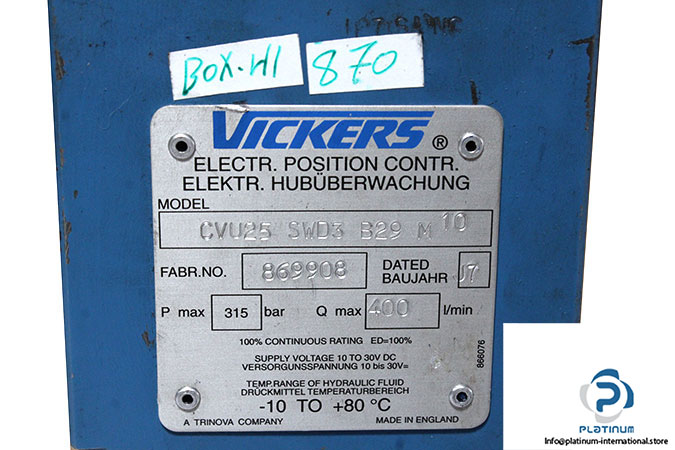 BOX-H1
870
VICKERS®
ELECTR. POSITION CONTR.
ELEKTR. HUBÜBERWACHUNG
MODEL
CVU25 SWD3 B29 M 10
FABR.NO. 869908 DATED BAUJAHR J7
P max 315 bar Q max 400 l/min
100% CONTINUOUS RATING ED=100%
SUPPLY VOLTAGE 10 TO 30V DC
VERSORGUNSSPANNUNG 10 bis 30V=
TEMP.RANGE OF HYDRAULIC FLUID
DRÜCKMITTEL TEMPERATURBEREICH
-10 TO +80 °C
A TRINOVA COMPANY MADE IN ENGLAND
866076
PLATINUM
Info@platinum-international.store